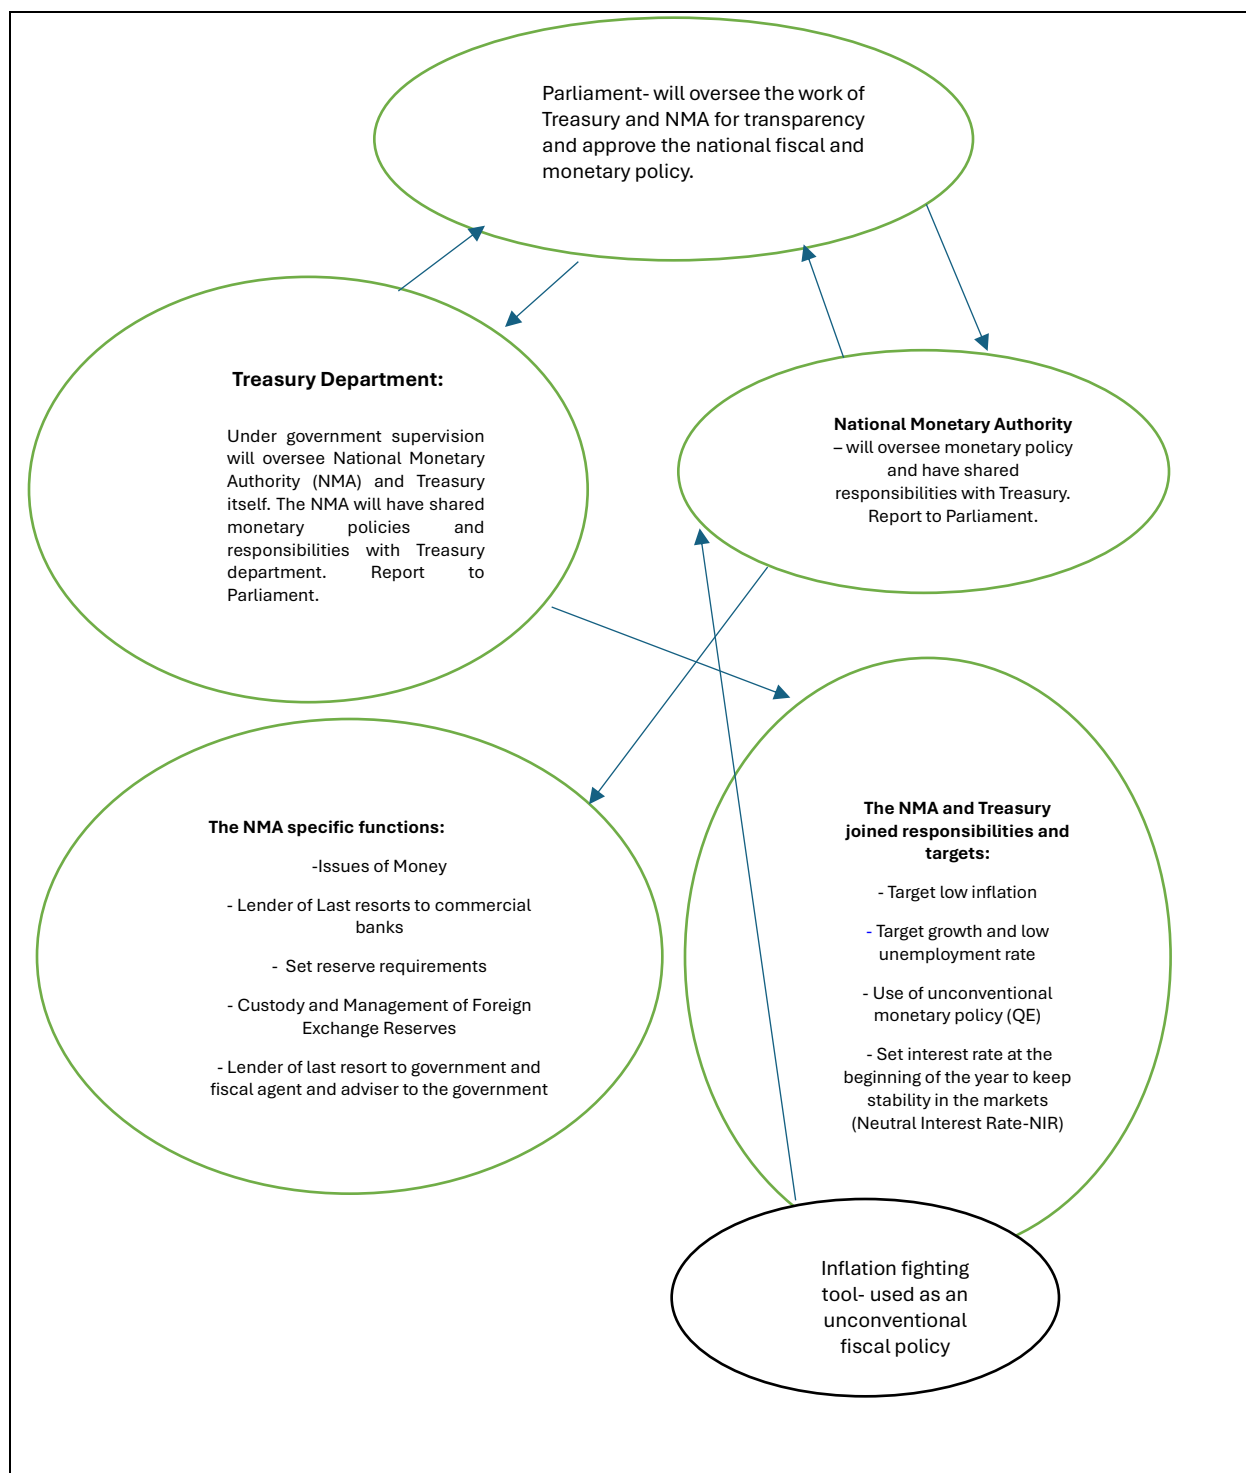 Parliament- will oversee the work of
Treasury and NMA for transparency
and approve the national fiscal and
monetary policy.
Treasury Department:
Under government supervision
will oversee National Monetary
Authority (NMA) and Treasury
itself. The NMA will have shared
monetary policies and
responsibilities with Treasury
department. Report to
Parliament.
National Monetary Authority
– will oversee monetary policy
and have shared
responsibilities with Treasury.
Report to Parliament.
The NMA specific functions:
-Issues of Money
- Lender of Last resorts to commercial
banks
- Set reserve requirements
- Custody and Management of Foreign
Exchange Reserves
- Lender of last resort to government and
fiscal agent and adviser to the government
The NMA and Treasury
joined responsibilities and
targets:
- Target low inflation
- Target growth and low
unemployment rate
- Use of unconventional
monetary policy (QE)
- Set interest rate at the
beginning of the year to keep
stability in the markets
(Neutral Interest Rate-NIR)
Inflation fighting
tool- used as an
unconventional
fiscal policy